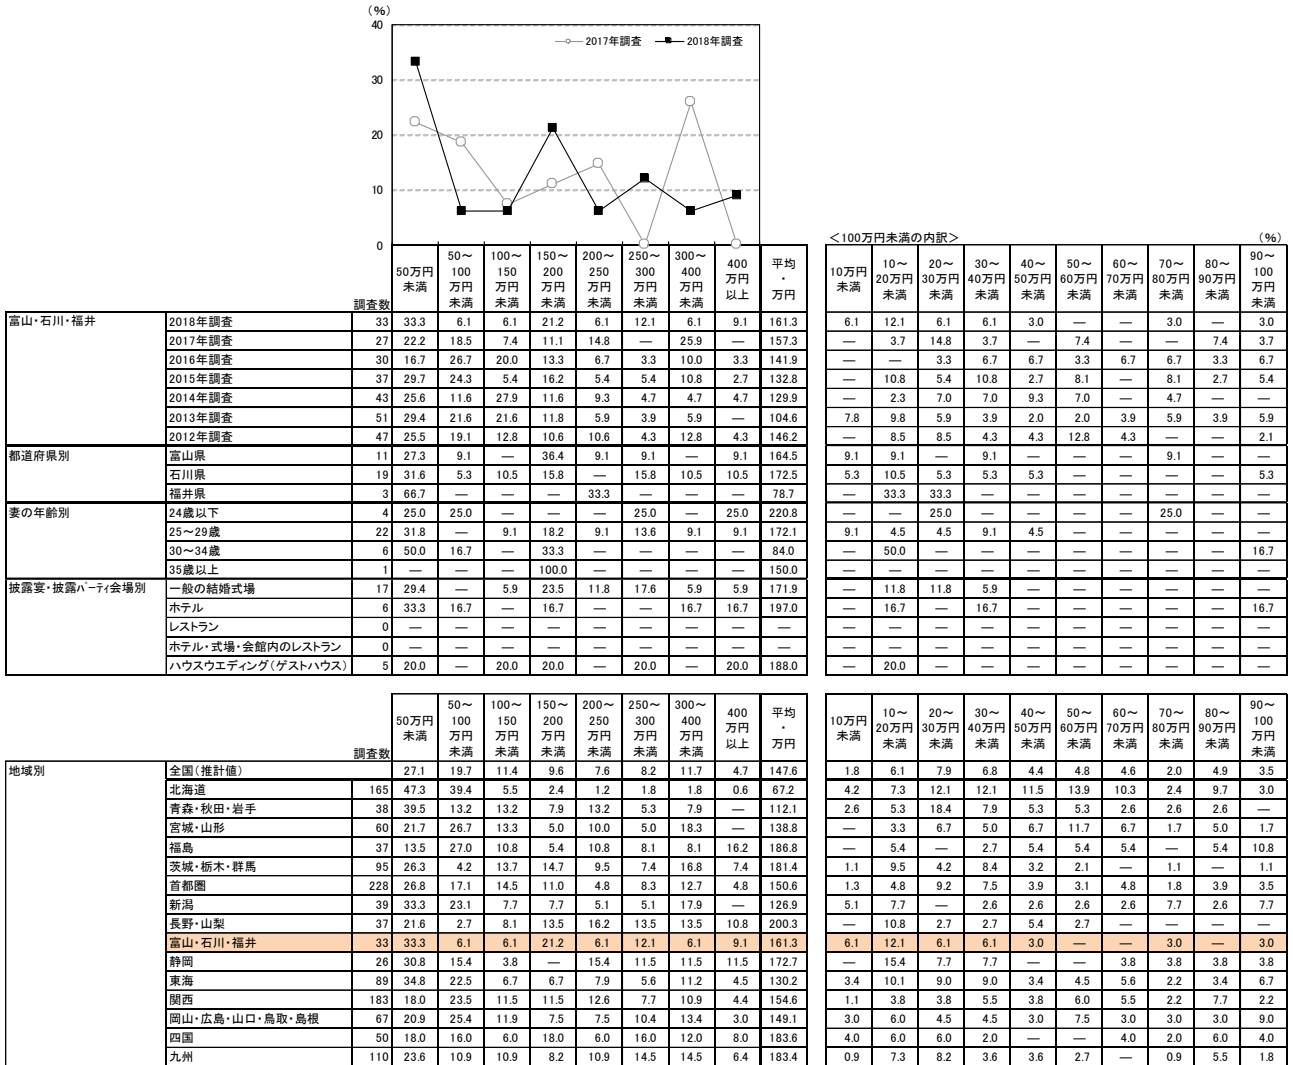 (%)
40
30
20
10
0
2017年調査 2018年調査
＜100万円未満の内訳＞ (%)
調査数 50万円未満 50～100万円未満 100～150万円未満 150～200万円未満 200～250万円未満 250～300万円未満 300～400万円未満 400万円以上 平均・万円 10万円未満 10～20万円未満 20～30万円未満 30～40万円未満 40～50万円未満 50～60万円未満 60～70万円未満 70～80万円未満 80～90万円未満 90～100万円未満
富山・石川・福井 2018年調査 33 33.3 6.1 6.1 21.2 6.1 12.1 6.1 9.1 161.3 6.1 12.1 6.1 6.1 3.0 — — 3.0 — 3.0
2017年調査 27 22.2 18.5 7.4 11.1 14.8 — 25.9 — 157.3 — 3.7 14.8 3.7 — 7.4 — — 7.4 3.7
2016年調査 30 16.7 26.7 20.0 13.3 6.7 3.3 10.0 3.3 141.9 — — 3.3 6.7 6.7 3.3 6.7 6.7 3.3 6.7
2015年調査 37 29.7 24.3 5.4 16.2 5.4 5.4 10.8 2.7 132.8 — 10.8 5.4 10.8 2.7 8.1 — 8.1 2.7 5.4
2014年調査 43 25.6 11.6 27.9 11.6 9.3 4.7 4.7 4.7 129.9 — 2.3 7.0 7.0 9.3 7.0 — 4.7 — —
2013年調査 51 29.4 21.6 21.6 11.8 5.9 3.9 5.9 — 104.6 7.8 9.8 5.9 3.9 2.0 2.0 3.9 5.9 3.9 5.9
2012年調査 47 25.5 19.1 12.8 10.6 10.6 4.3 12.8 4.3 146.2 — 8.5 8.5 4.3 4.3 12.8 4.3 — — 2.1
都道府県別 富山県 11 27.3 9.1 — 36.4 9.1 9.1 — 9.1 164.5 9.1 9.1 — 9.1 — — — 9.1 — —
石川県 19 31.6 5.3 10.5 15.8 — 15.8 10.5 10.5 172.5 5.3 10.5 5.3 5.3 5.3 — — — — 5.3
福井県 3 66.7 — — — 33.3 — — — 78.7 — 33.3 33.3 — — — — — — —
妻の年齢別 24歳以下 4 25.0 25.0 — — — 25.0 — 25.0 220.8 — — 25.0 — — — — 25.0 — —
25～29歳 22 31.8 — 9.1 18.2 9.1 13.6 9.1 9.1 172.1 9.1 4.5 4.5 9.1 4.5 — — — — —
30～34歳 6 50.0 16.7 — 33.3 — — — — 84.0 — 50.0 — — — — — — — 16.7
35歳以上 1 — — — 100.0 — — — — 150.0 — — — — — — — — — —
披露宴・披露パーティ会場別 一般の結婚式場 17 29.4 — 5.9 23.5 11.8 17.6 5.9 5.9 171.9 — 11.8 11.8 5.9 — — — — — —
ホテル 6 33.3 16.7 — 16.7 — — 16.7 16.7 197.0 — 16.7 — 16.7 — — — — — 16.7
レストラン 0 — — — — — — — — — — — — — — — — — — —
ホテル・式場・会館内のレストラン 0 — — — — — — — — — — — — — — — — — — —
ハウスウエディング（ゲストハウス） 5 20.0 — 20.0 20.0 — 20.0 — 20.0 188.0 — 20.0 — — — — — — — —
調査数 50万円未満 50～100万円未満 100～150万円未満 150～200万円未満 200～250万円未満 250～300万円未満 300～400万円未満 400万円以上 平均・万円 10万円未満 10～20万円未満 20～30万円未満 30～40万円未満 40～50万円未満 50～60万円未満 60～70万円未満 70～80万円未満 80～90万円未満 90～100万円未満
地域別 全国（推計値） 27.1 19.7 11.4 9.6 7.6 8.2 11.7 4.7 147.6 1.8 6.1 7.9 6.8 4.4 4.8 4.6 2.0 4.9 3.5
北海道 165 47.3 39.4 5.5 2.4 1.2 1.8 1.8 0.6 67.2 4.2 7.3 12.1 12.1 11.5 13.9 10.3 2.4 9.7 3.0
青森・秋田・岩手 38 39.5 13.2 13.2 7.9 13.2 5.3 7.9 — 112.1 2.6 5.3 18.4 7.9 5.3 5.3 2.6 2.6 2.6 —
宮城・山形 60 21.7 26.7 13.3 5.0 10.0 5.0 18.3 — 138.8 — 3.3 6.7 5.0 6.7 11.7 6.7 1.7 5.0 1.7
福島 37 13.5 27.0 10.8 5.4 10.8 8.1 8.1 16.2 186.8 — 5.4 — 2.7 5.4 5.4 5.4 — 5.4 10.8
茨城・栃木・群馬 95 26.3 4.2 13.7 14.7 9.5 7.4 16.8 7.4 181.4 1.1 9.5 4.2 8.4 3.2 2.1 — 1.1 — 1.1
首都圏 228 26.8 17.1 14.5 11.0 4.8 8.3 12.7 4.8 150.6 1.3 4.8 9.2 7.5 3.9 3.1 4.8 1.8 3.9 3.5
新潟 39 33.3 23.1 7.7 7.7 5.1 5.1 17.9 — 126.9 5.1 7.7 — 2.6 2.6 2.6 2.6 7.7 2.6 7.7
長野・山梨 37 21.6 2.7 8.1 13.5 16.2 13.5 13.5 10.8 200.3 — 10.8 2.7 2.7 5.4 2.7 — — — —
富山・石川・福井 33 33.3 6.1 6.1 21.2 6.1 12.1 6.1 9.1 161.3 6.1 12.1 6.1 6.1 3.0 — — 3.0 — 3.0
静岡 26 30.8 15.4 3.8 — 15.4 11.5 11.5 11.5 172.7 — 15.4 7.7 7.7 — — 3.8 3.8 3.8 3.8
東海 89 34.8 22.5 6.7 6.7 7.9 5.6 11.2 4.5 130.2 3.4 10.1 9.0 9.0 3.4 4.5 5.6 2.2 3.4 6.7
関西 183 18.0 23.5 11.5 11.5 12.6 7.7 10.9 4.4 154.6 1.1 3.8 3.8 5.5 3.8 6.0 5.5 2.2 7.7 2.2
岡山・広島・山口・鳥取・島根 67 20.9 25.4 11.9 7.5 7.5 10.4 13.4 3.0 149.1 3.0 6.0 4.5 4.5 3.0 7.5 3.0 3.0 3.0 9.0
四国 50 18.0 16.0 6.0 18.0 6.0 16.0 12.0 8.0 183.6 4.0 6.0 6.0 2.0 — — 4.0 2.0 6.0 4.0
九州 110 23.6 10.9 10.9 8.2 10.9 14.5 14.5 6.4 183.4 0.9 7.3 8.2 3.6 3.6 2.7 — 0.9 5.5 1.8